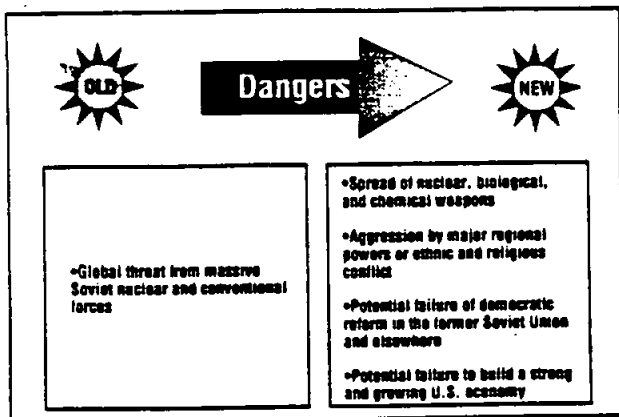 OLD
Dangers
NEW
•Global threat from massive
Soviet nuclear and conventional
forces
•Spread of nuclear, biological,
and chemical weapons
•Aggression by major regional
powers or ethnic and religious
conflict
•Potential failure of democratic
reform in the former Soviet Union
and elsewhere
•Potential failure to build a strong
and growing U.S. economy